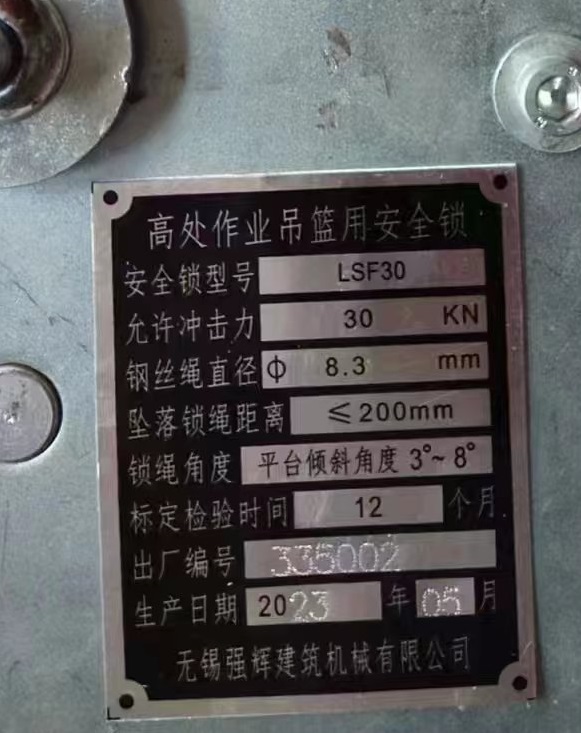 高处作业吊篮用安全锁
安全锁型号 LSF30
允许冲击力 30 KN
钢丝绳直径 ф 8.3 mm
坠落锁绳距离 ≤200mm
锁绳角度 平台倾斜角度 3°~8°
标定检验时间 12 个月
出厂编号 335002
生产日期 2023 年 05 月
无锡强辉建筑机械有限公司